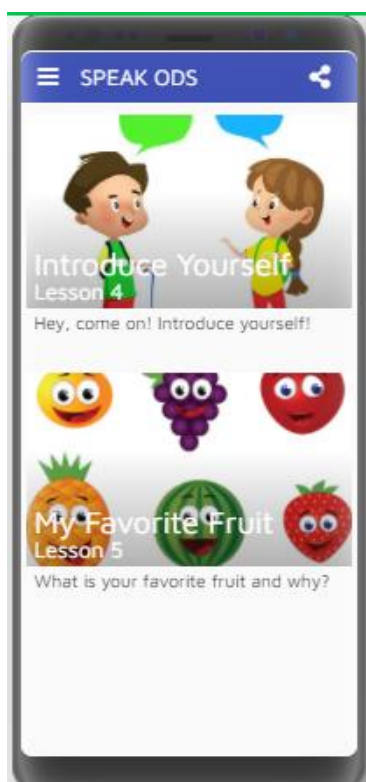 SPEAK ODS
Introduce Yourself
Lesson 4
Hey, come on! Introduce yourself!
My Favorite Fruit
Lesson 5
What is your favorite fruit and why?